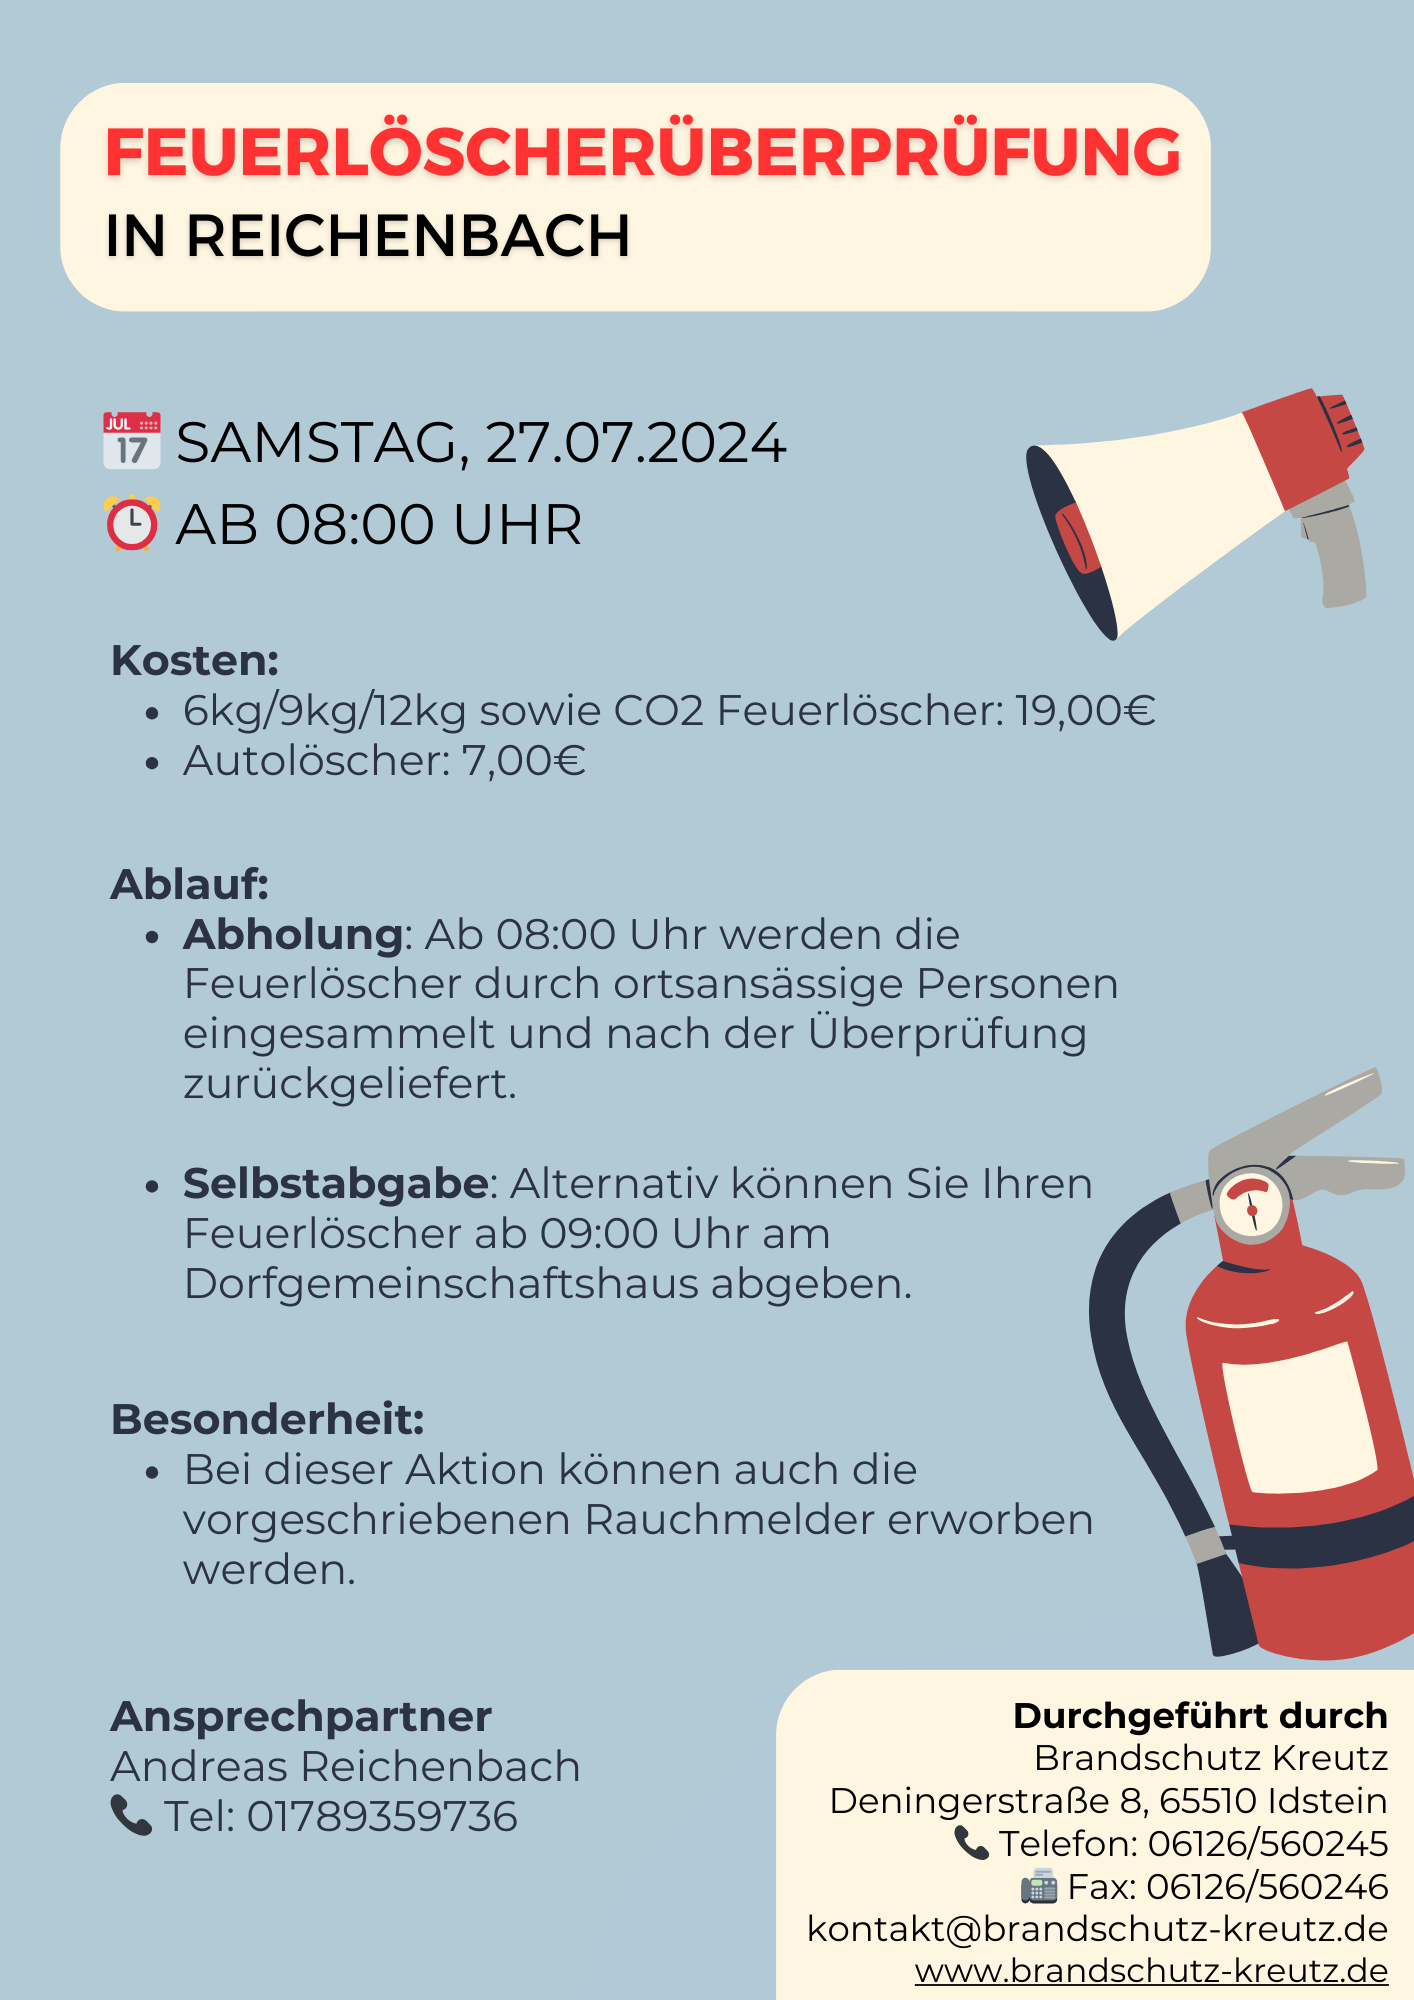 FEUERLÖSCHERÜBERPRÜFUNG
IN REICHENBACH
JUL
17
SAMSTAG, 27.07.2024
AB 08:00 UHR
Kosten:
• 6kg/9kg/12kg sowie CO2 Feuerlöscher: 19,00€
• Autolöscher: 7,00€
Ablauf:
• Abholung: Ab 08:00 Uhr werden die
Feuerlöscher durch ortsansässige Personen
eingesammelt und nach der Überprüfung
zurückgeliefert.
• Selbstabgabe: Alternativ können Sie Ihren
Feuerlöscher ab 09:00 Uhr am
Dorfgemeinschaftshaus abgeben.
Besonderheit:
• Bei dieser Aktion können auch die
vorgeschriebenen Rauchmelder erworben
werden.
Ansprechpartner
Andreas Reichenbach
Tel: 01789359736
Durchgeführt durch
Brandschutz Kreutz
Deningerstraße 8, 65510 Idstein
Telefon: 06126/560245
Fax: 06126/560246
kontakt@brandschutz-kreutz.de
www.brandschutz-kreutz.de